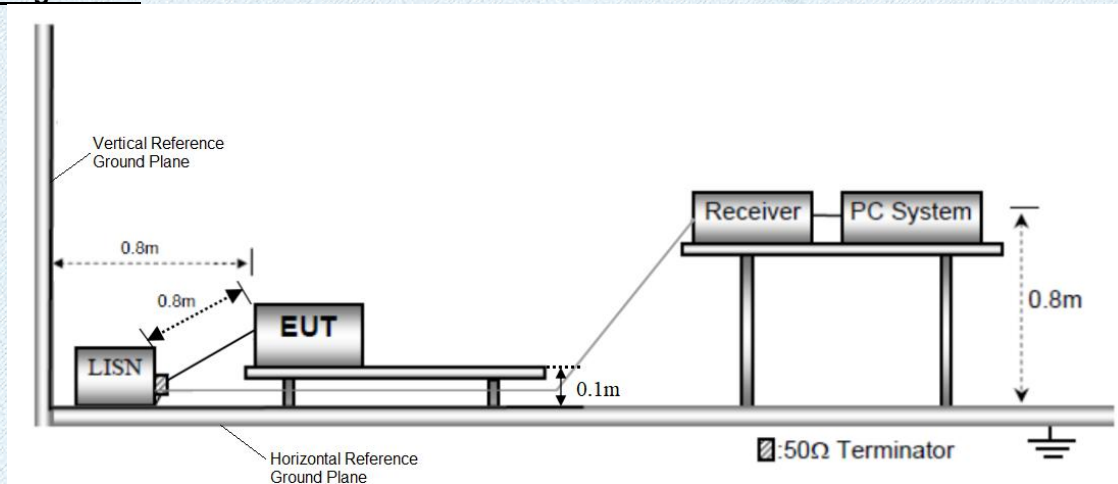 Vertical Reference
Ground Plane
0.8m
0.8m
EUT
LISN
0.1m
Receiver
PC System
0.8m
:50Ω Terminator
Horizontal Reference
Ground Plane